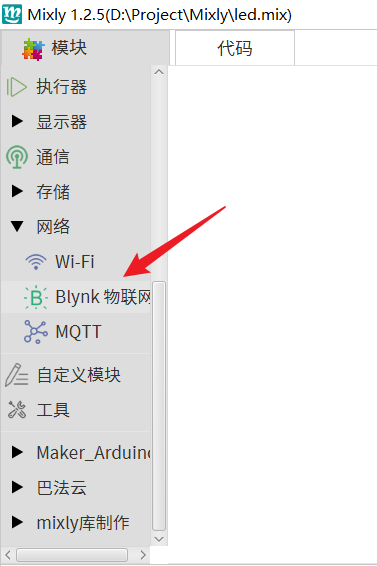 Mixly 1.2.5(D:\Project\Mixly\led.mix)
模块
代码
执行器
显示器
通信
存储
网络
Wi-Fi
Blynk 物联网
MQTT
自定义模块
工具
Maker_Arduino
巴法云
mixly库制作